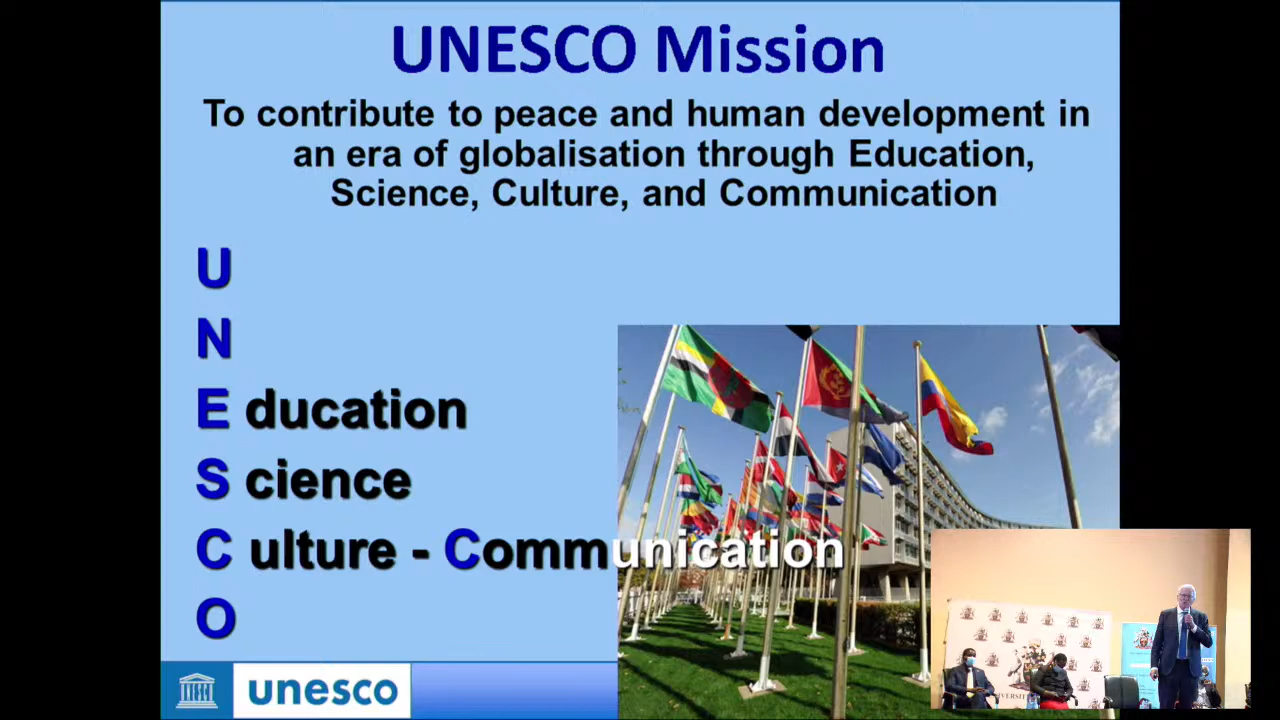 UNESCO Mission
To contribute to peace and human development in
an era of globalisation through Education,
Science, Culture, and Communication
U
N
E ducation
S cience
C ulture - Communication
O
unesco